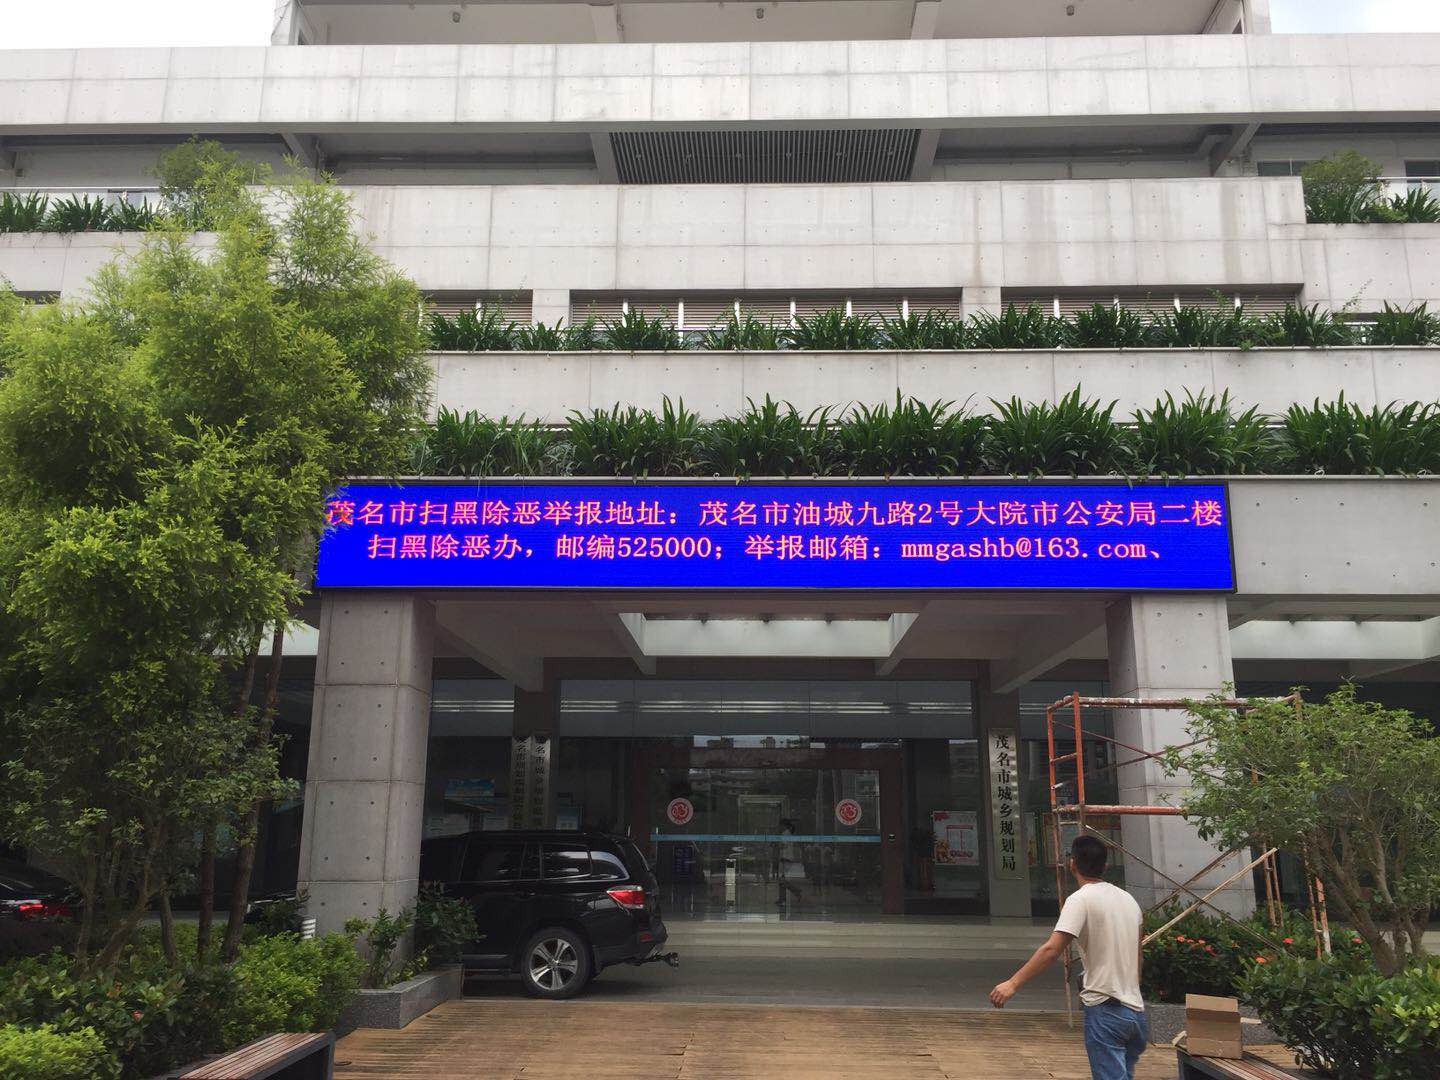 茂名市扫黑除恶举报地址：茂名市油城九路2号大院市公安局二楼
扫黑除恶办，邮编525000；举报邮箱：mmgashb@163.com、
茂名市城乡规划局